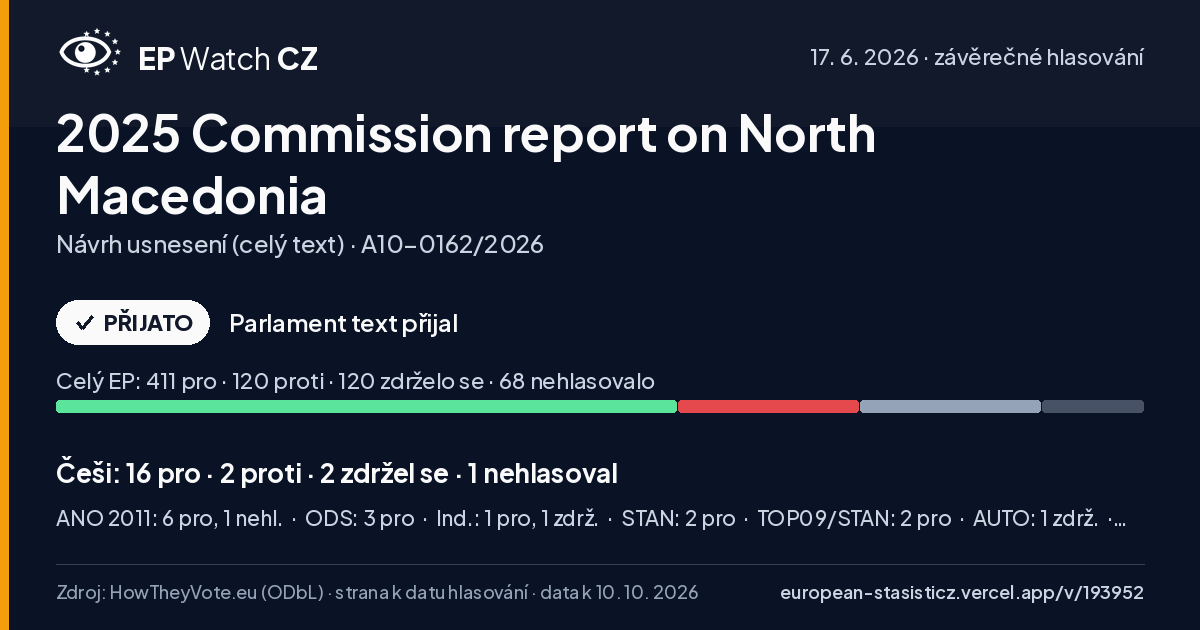 EP Watch CZ
17. 6. 2026 · závěrečné hlasování
2025 Commission report on North
Macedonia
Návrh usnesení (celý text) · A10-0162/2026
✓ PŘIJATO
Parlament text přijal
Celý EP: 411 pro · 120 proti · 120 zdrželo se · 68 nehlasovalo
Češi: 16 pro · 2 proti · 2 zdržel se · 1 nehlasoval
ANO 2011: 6 pro, 1 nehl. · ODS: 3 pro · Ind.: 1 pro, 1 zdrž. · STAN: 2 pro · TOP09/STAN: 2 pro · AUTO: 1 zdrž. ·…
Zdroj: HowTheyVote.eu (ODbL) · strana k datu hlasování · data k 10. 10. 2026
european-stasisticz.vercel.app/v/193952